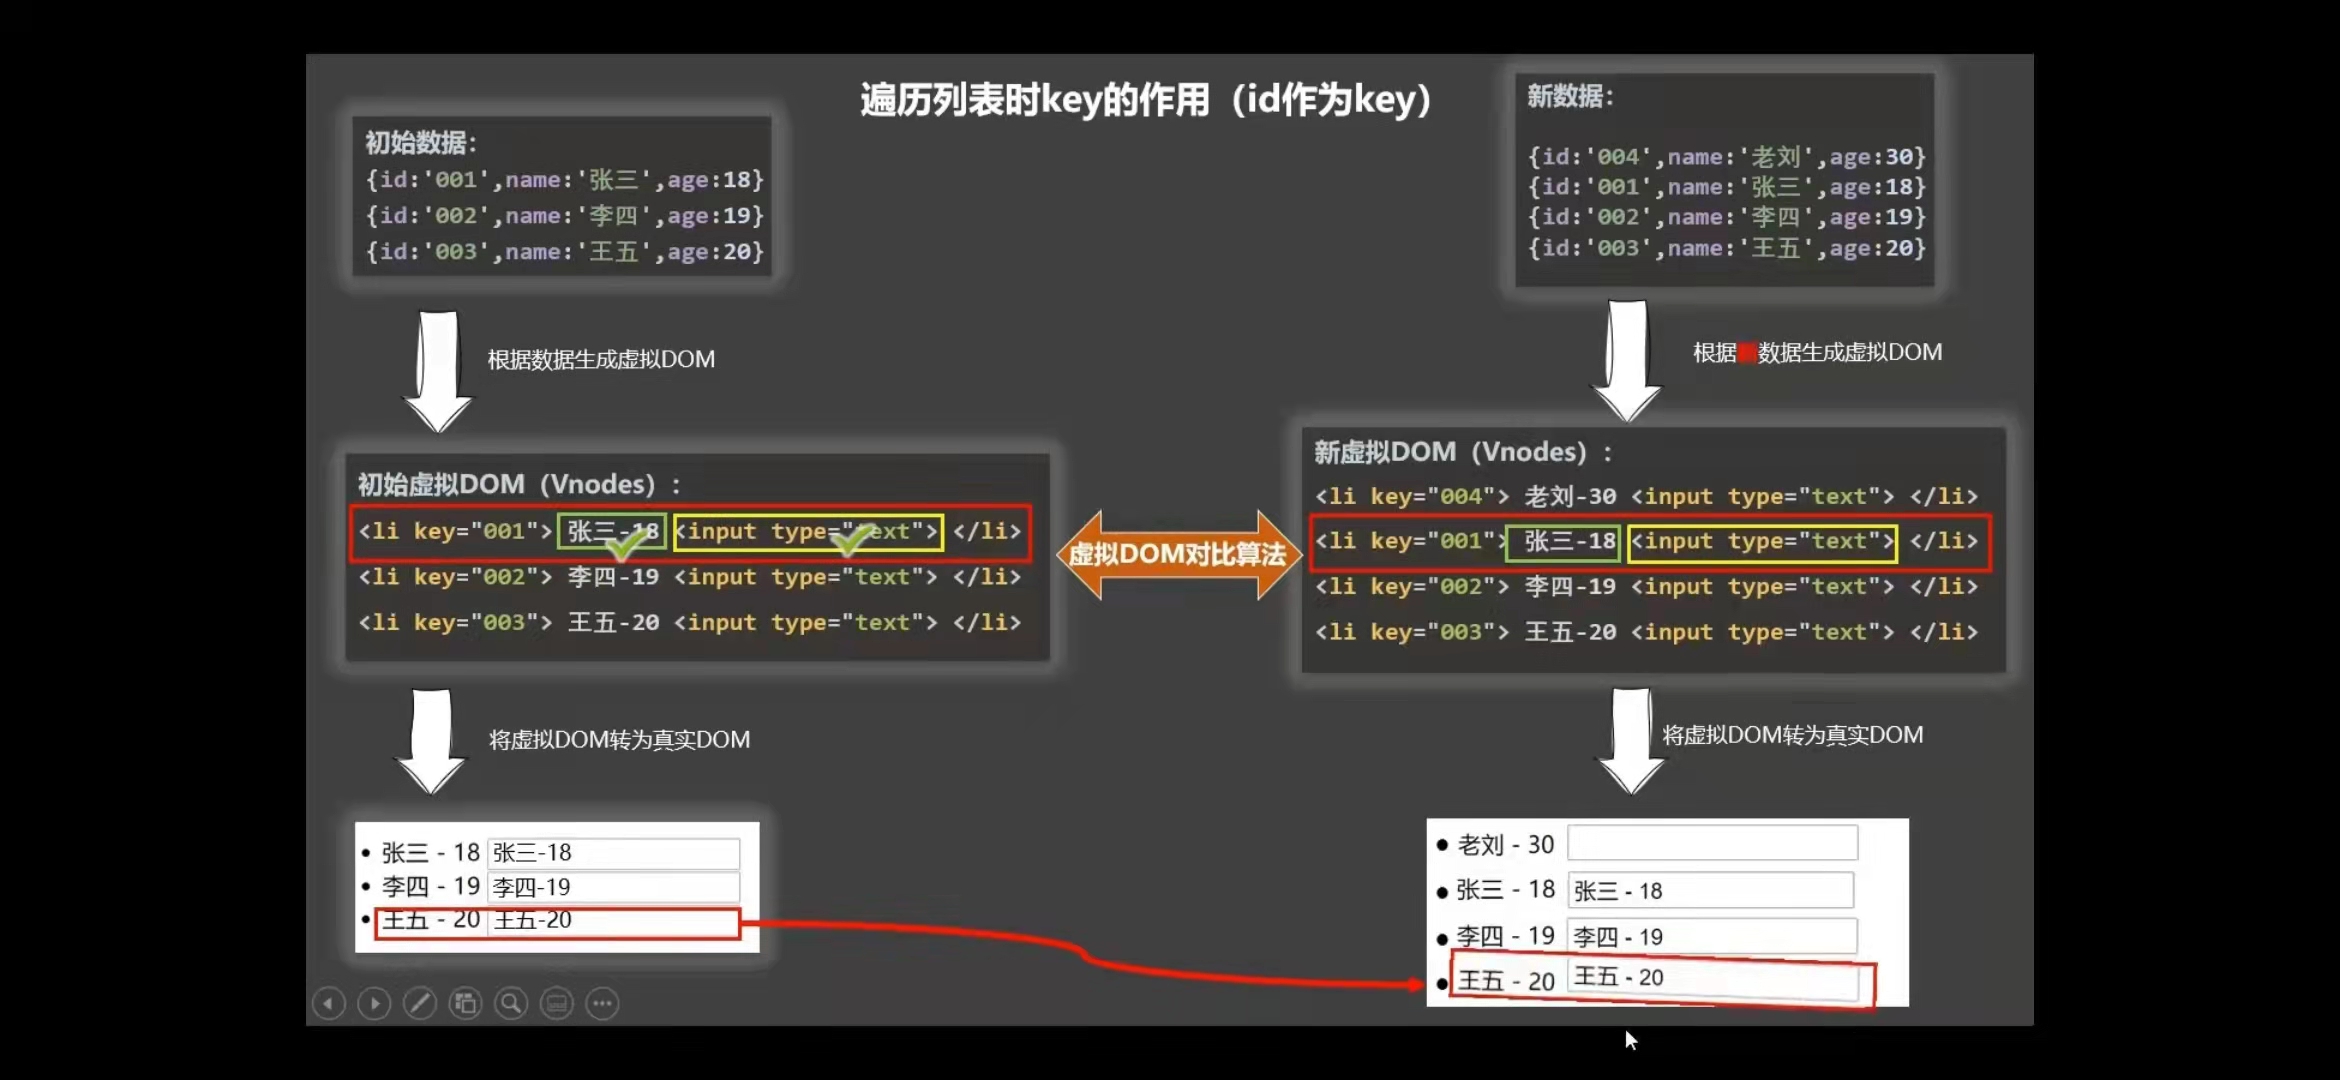 遍历列表时key的作用（id作为key）
初始数据：
{id:'001',name:'张三',age:18}
{id:'002',name:'李四',age:19}
{id:'003',name:'王五',age:20}
根据数据生成虚拟DOM
初始虚拟DOM（Vnodes）：
<li key="001"> 张三-18 <input type="text"> </li>
<li key="002"> 李四-19 <input type="text"> </li>
<li key="003"> 王五-20 <input type="text"> </li>
将虚拟DOM转为真实DOM
张三 - 18 张三-18
李四 - 19 李四-19
王五 - 20 王五-20
虚拟DOM对比算法
新数据：
{id:'004',name:'老刘',age:30}
{id:'001',name:'张三',age:18}
{id:'002',name:'李四',age:19}
{id:'003',name:'王五',age:20}
根据数据生成虚拟DOM
新虚拟DOM（Vnodes）：
<li key="004"> 老刘-30 <input type="text"> </li>
<li key="001"> 张三-18 <input type="text"> </li>
<li key="002"> 李四-19 <input type="text"> </li>
<li key="003"> 王五-20 <input type="text"> </li>
将虚拟DOM转为真实DOM
老刘 - 30
张三 - 18 张三 - 18
李四 - 19 李四 - 19
王五 - 20 王五 - 20